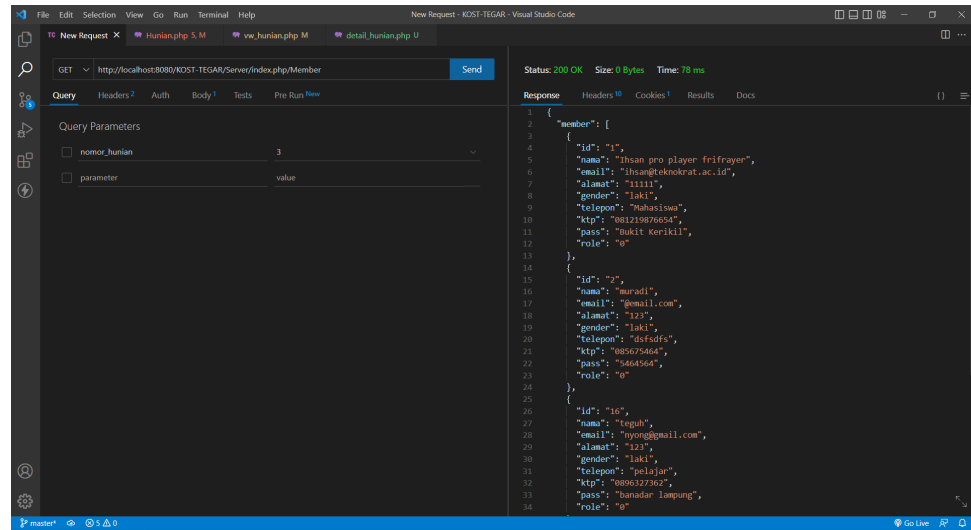 File Edit Selection View Go Run Terminal Help New Request - KOST-TEGAR - Visual Studio Code
TC New Request Hunian.php 5, M vw_hunian.php M detail_hunian.php U
GET http://localhost:8080/KOST-TEGAR/Server/index.php/Member Send
Query Headers 2 Auth Body 1 Tests Pre Run New
Query Parameters
nomor_hunian 3
parameter value
Status: 200 OK Size: 0 Bytes Time: 78 ms
Response Headers 10 Cookies 1 Results Docs { }
1 {
2 "member": [
3 {
4 "id": "1",
5 "nama": "Ihsan pro player frifrayer",
6 "email": "ihsan@teknokrat.ac.id",
7 "alamat": "11111",
8 "gender": "laki",
9 "telepon": "Mahasiswa",
10 "ktp": "081219876654",
11 "pass": "Bukit Kerikil",
12 "role": "0"
13 },
14 {
15 "id": "2",
16 "nama": "muradi",
17 "email": "@email.com",
18 "alamat": "123",
19 "gender": "laki",
20 "telepon": "dsfsdfs",
21 "ktp": "085675464",
22 "pass": "5464564",
23 "role": "0"
24 },
25 {
26 "id": "16",
27 "nama": "teguh",
28 "email": "nyong@gmail.com",
29 "alamat": "123",
30 "gender": "laki",
31 "telepon": "pelajar",
32 "ktp": "0896327362",
33 "pass": "banadar lampung",
34 "role": "0"
master* 5 0 Go Live